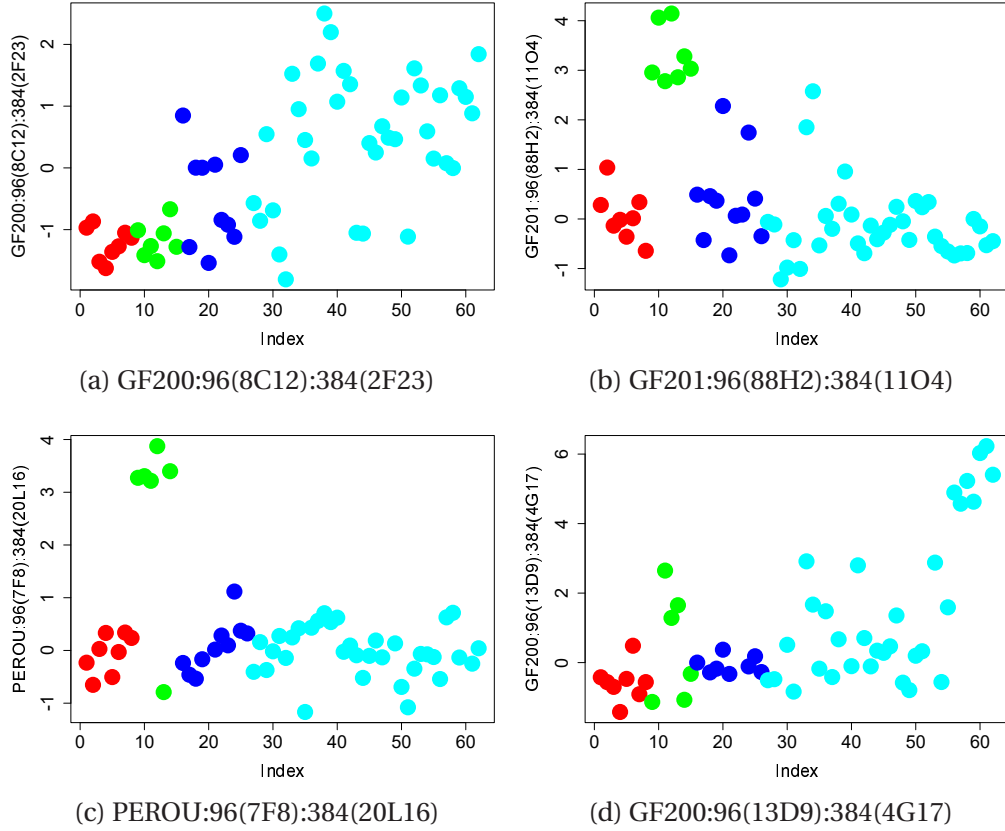 GF200:96(8C12):384(2F23)
2
1
0
-1
0 10 20 30 40 50 60
Index
(a) GF200:96(8C12):384(2F23)
GF201:96(88H2):384(11O4)
4
3
2
1
0
-1
0 10 20 30 40 50 60
Index
(b) GF201:96(88H2):384(11O4)
PEROU:96(7F8):384(20L16)
4
3
2
1
0
-1
0 10 20 30 40 50 60
Index
(c) PEROU:96(7F8):384(20L16)
GF200:96(13D9):384(4G17)
6
4
2
0
0 10 20 30 40 50 60
Index
(d) GF200:96(13D9):384(4G17)